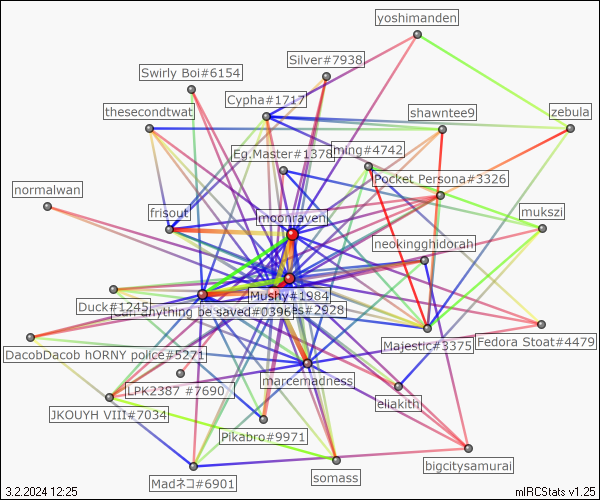 yoshimanden
Silver#7938
Swirly Boi#6154
Cypha#1717
thesecondtwat
shawntee9
zebula
Eg.Master#1378
ming#4742
Pocket Persona#3326
normalwan
frisout
moonraven
mukszi
neokingghidorah
Mushy#1984
Duck#1245
anything be saved#0396
es#2928
Majestic#3375
Fedora Stoat#4479
DacobDacob hORNY police#5271
marcemadness
LPK2387 #7690
eliakith
JKOUYH VIII#7034
Pikabro#9971
bigcitysamurai
somass
Madネコ#6901
3.2.2024 12:25
mIRCStats v1.25